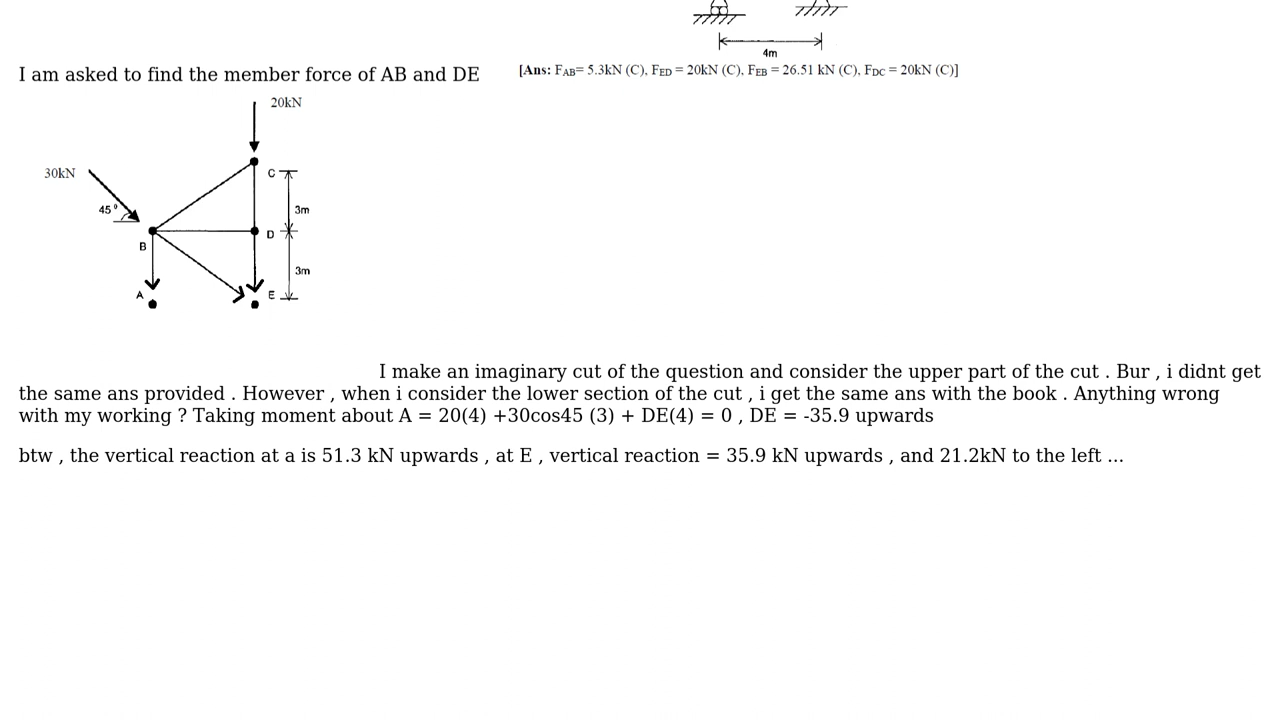 4m
I am asked to find the member force of AB and DE [Ans: FAB= 5.3kN (C), FED = 20kN (C), FEB = 26.51 kN (C), FDC = 20kN (C)]
20kN
30kN
C
45°
3m
D
B
3m
A
E
I make an imaginary cut of the question and consider the upper part of the cut . Bur , i didnt get
the same ans provided . However , when i consider the lower section of the cut , i get the same ans with the book . Anything wrong
with my working ? Taking moment about A = 20(4) +30cos45 (3) + DE(4) = 0 , DE = -35.9 upwards
btw , the vertical reaction at a is 51.3 kN upwards , at E , vertical reaction = 35.9 kN upwards , and 21.2kN to the left ...